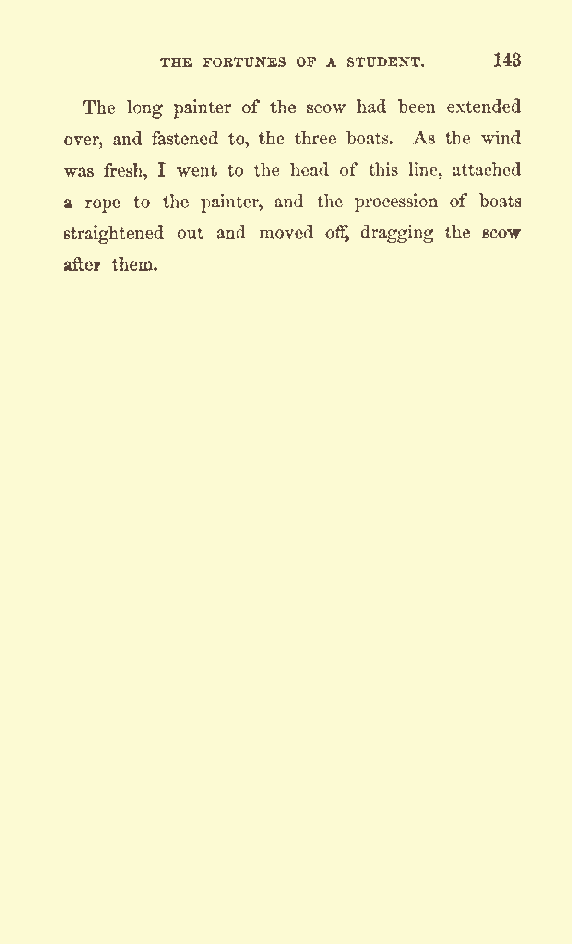 THE FORTUNES OF A STUDENT. 143
The long painter of the scow had been extended
over, and fastened to, the three boats. As the wind
was fresh, I went to the head of this line, attached
a rope to the painter, and the procession of boats
straightened out and moved off, dragging the scow
after them.